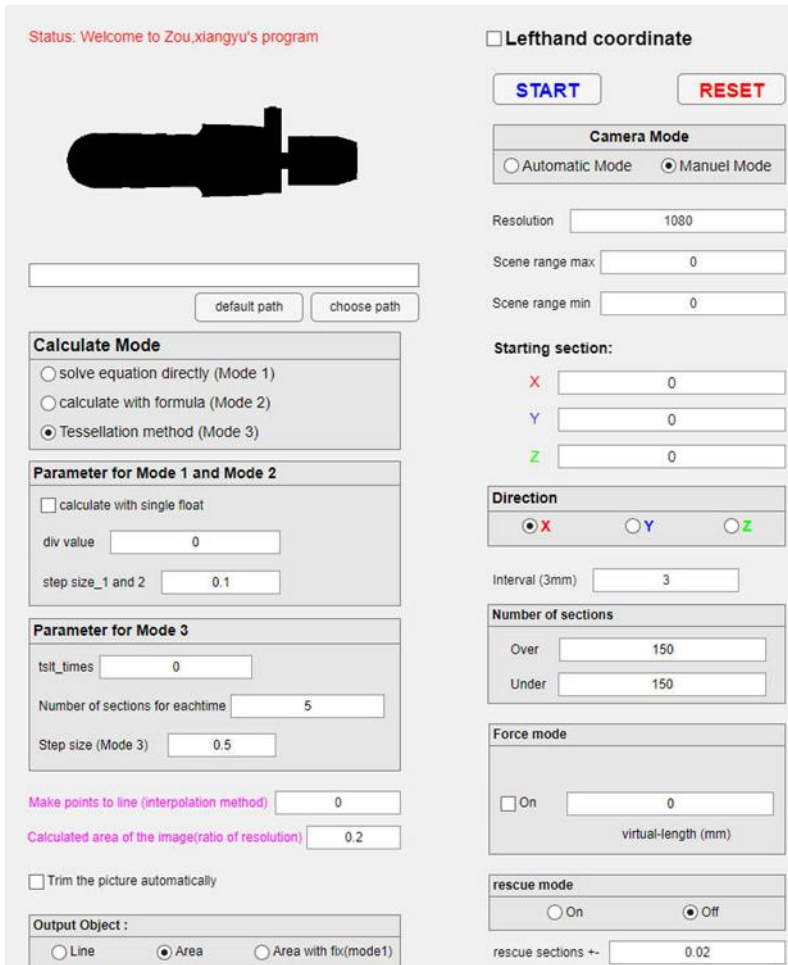 Status: Welcome to Zou,xiangyu's program
default path
choose path
Calculate Mode
solve equation directly (Mode 1)
calculate with formula (Mode 2)
Tessellation method (Mode 3)
Parameter for Mode 1 and Mode 2
calculate with single float
div value 0
step size_1 and 2 0.1
Parameter for Mode 3
tslt_times 0
Number of sections for eachtime 5
Step size (Mode 3) 0.5
Make points to line (interpolation method) 0
Calculated area of the image(ratio of resolution) 0.2
Trim the picture automatically
Output Object :
Line Area Area with fix(mode1)
Lefthand coordinate
START RESET
Camera Mode
Automatic Mode Manuel Mode
Resolution 1080
Scene range max 0
Scene range min 0
Starting section:
X 0
Y 0
Z 0
Direction
X Y Z
Interval (3mm) 3
Number of sections
Over 150
Under 150
Force mode
On 0
virtual-length (mm)
rescue mode
On Off
rescue sections +- 0.02